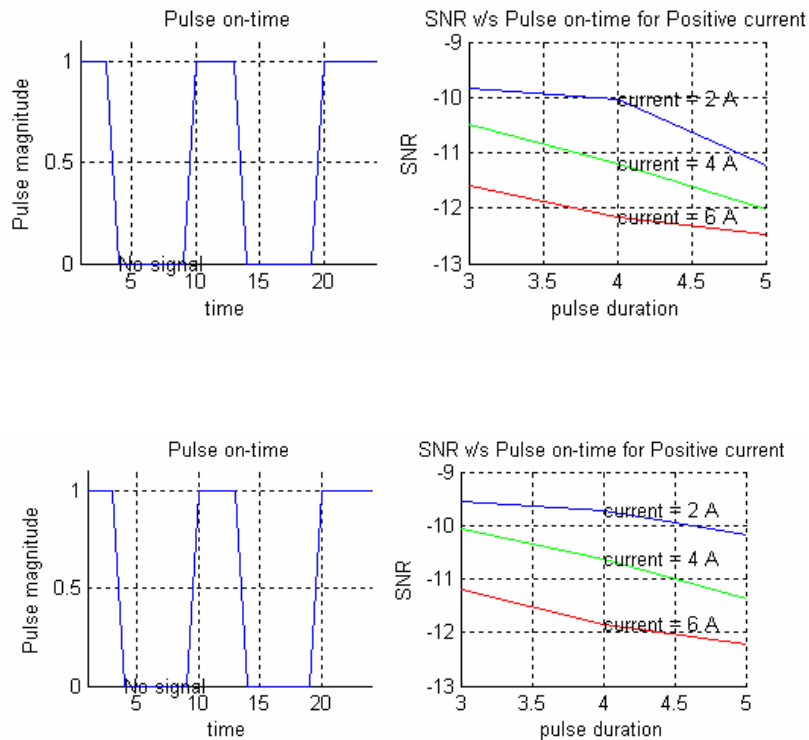 Pulse on-time
1
0.5
0
Pulse magnitude
No signal
5
10
15
20
time
SNR v/s Pulse on-time for Positive current
-9
-10
-11
-12
-13
SNR
current = 2 A
current = 4 A
current = 6 A
3
3.5
4
4.5
5
pulse duration
Pulse on-time
1
0.5
0
Pulse magnitude
No signal
5
10
15
20
time
SNR v/s Pulse on-time for Positive current
-9
-10
-11
-12
-13
SNR
current = 2 A
current = 4 A
current = 6 A
3
3.5
4
4.5
5
pulse duration